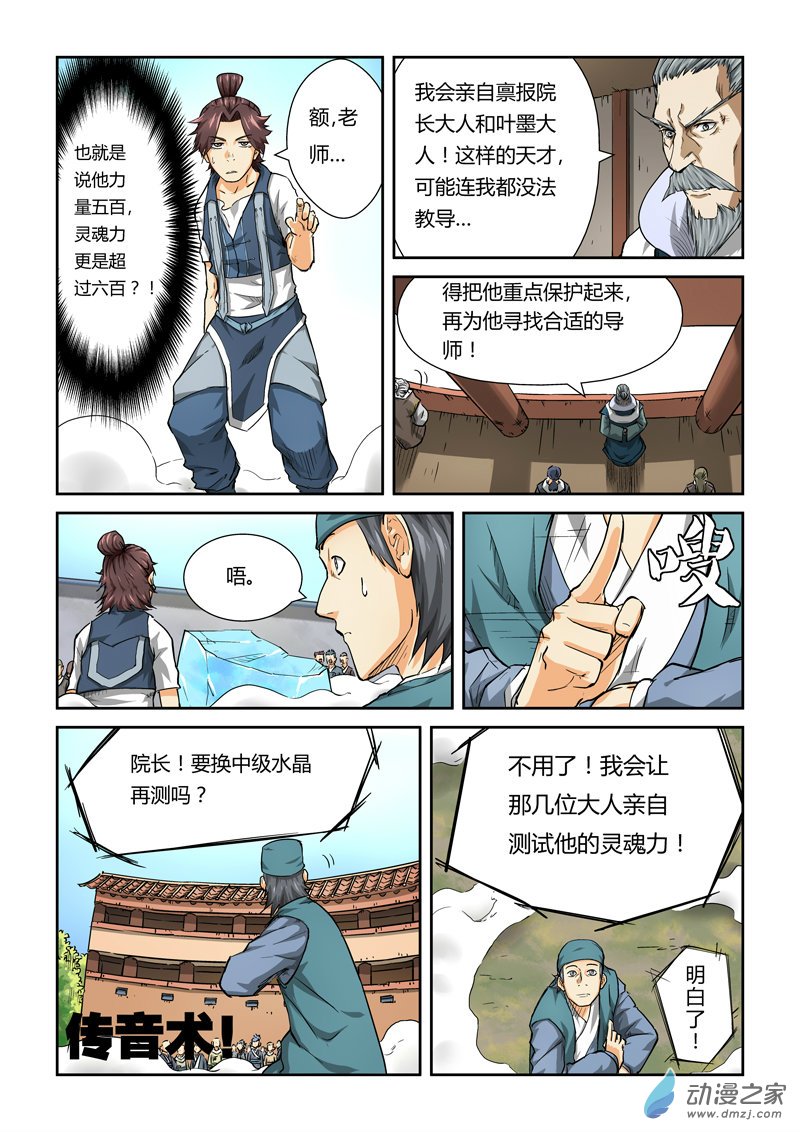 也就是
说他力
量五百，
灵魂力
更是超
过六百？！
额，老
师…
我会亲自禀报院
长大人和叶墨大
人！这样的天才，
可能连我都没法
教导…
得把他重点保护起来，
再为他寻找合适的导
师！
唔。
嗖
院长！要换中级水晶
再测吗？
传音术！
不用了！我会让
那几位大人亲自
测试他的灵魂力！
明白了！
动漫之家
www.dmzj.com